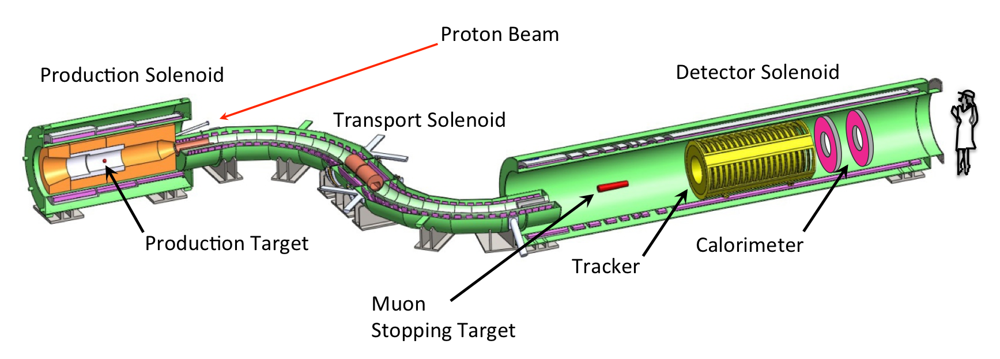 Proton Beam
Production Solenoid
Detector Solenoid
Transport Solenoid
Production Target
Calorimeter
Tracker
Muon
Stopping Target